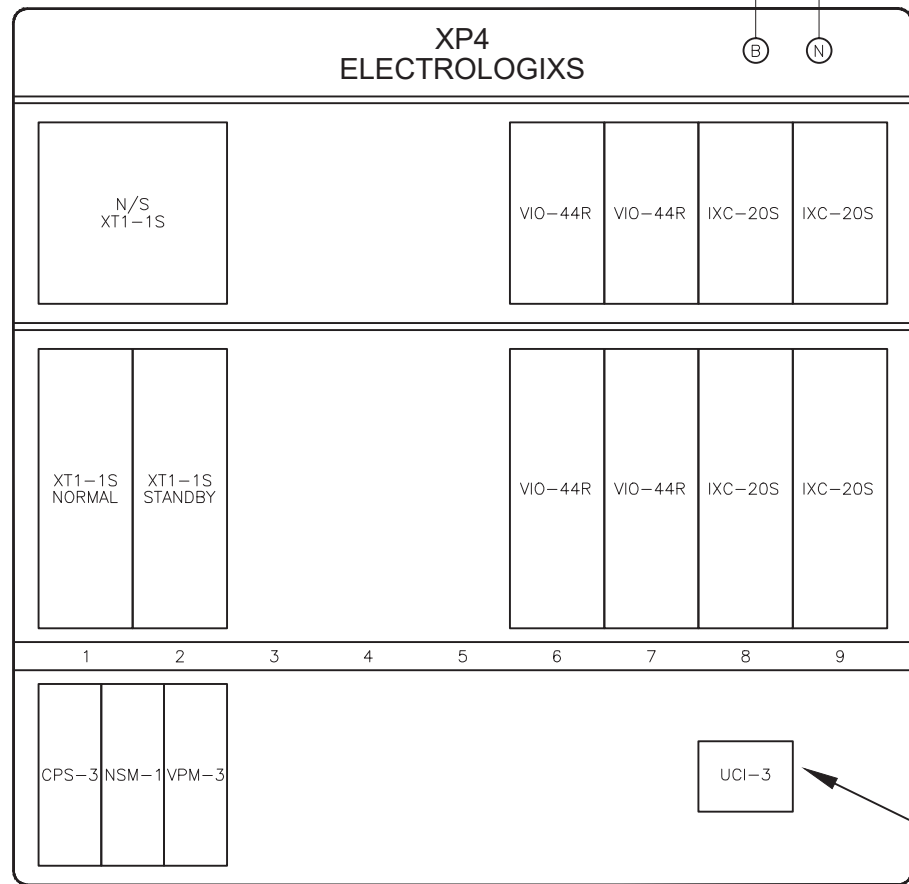 XP4
ELECTROLOGIXS
B
N
N/S
XT1-1S
VIO-44R
VIO-44R
IXC-20S
IXC-20S
XT1-1S
NORMAL
XT1-1S
STANDBY
VIO-44R
VIO-44R
IXC-20S
IXC-20S
1 2 3 4 5 6 7 8 9
CPS-3
NSM-1
VPM-3
UCI-3